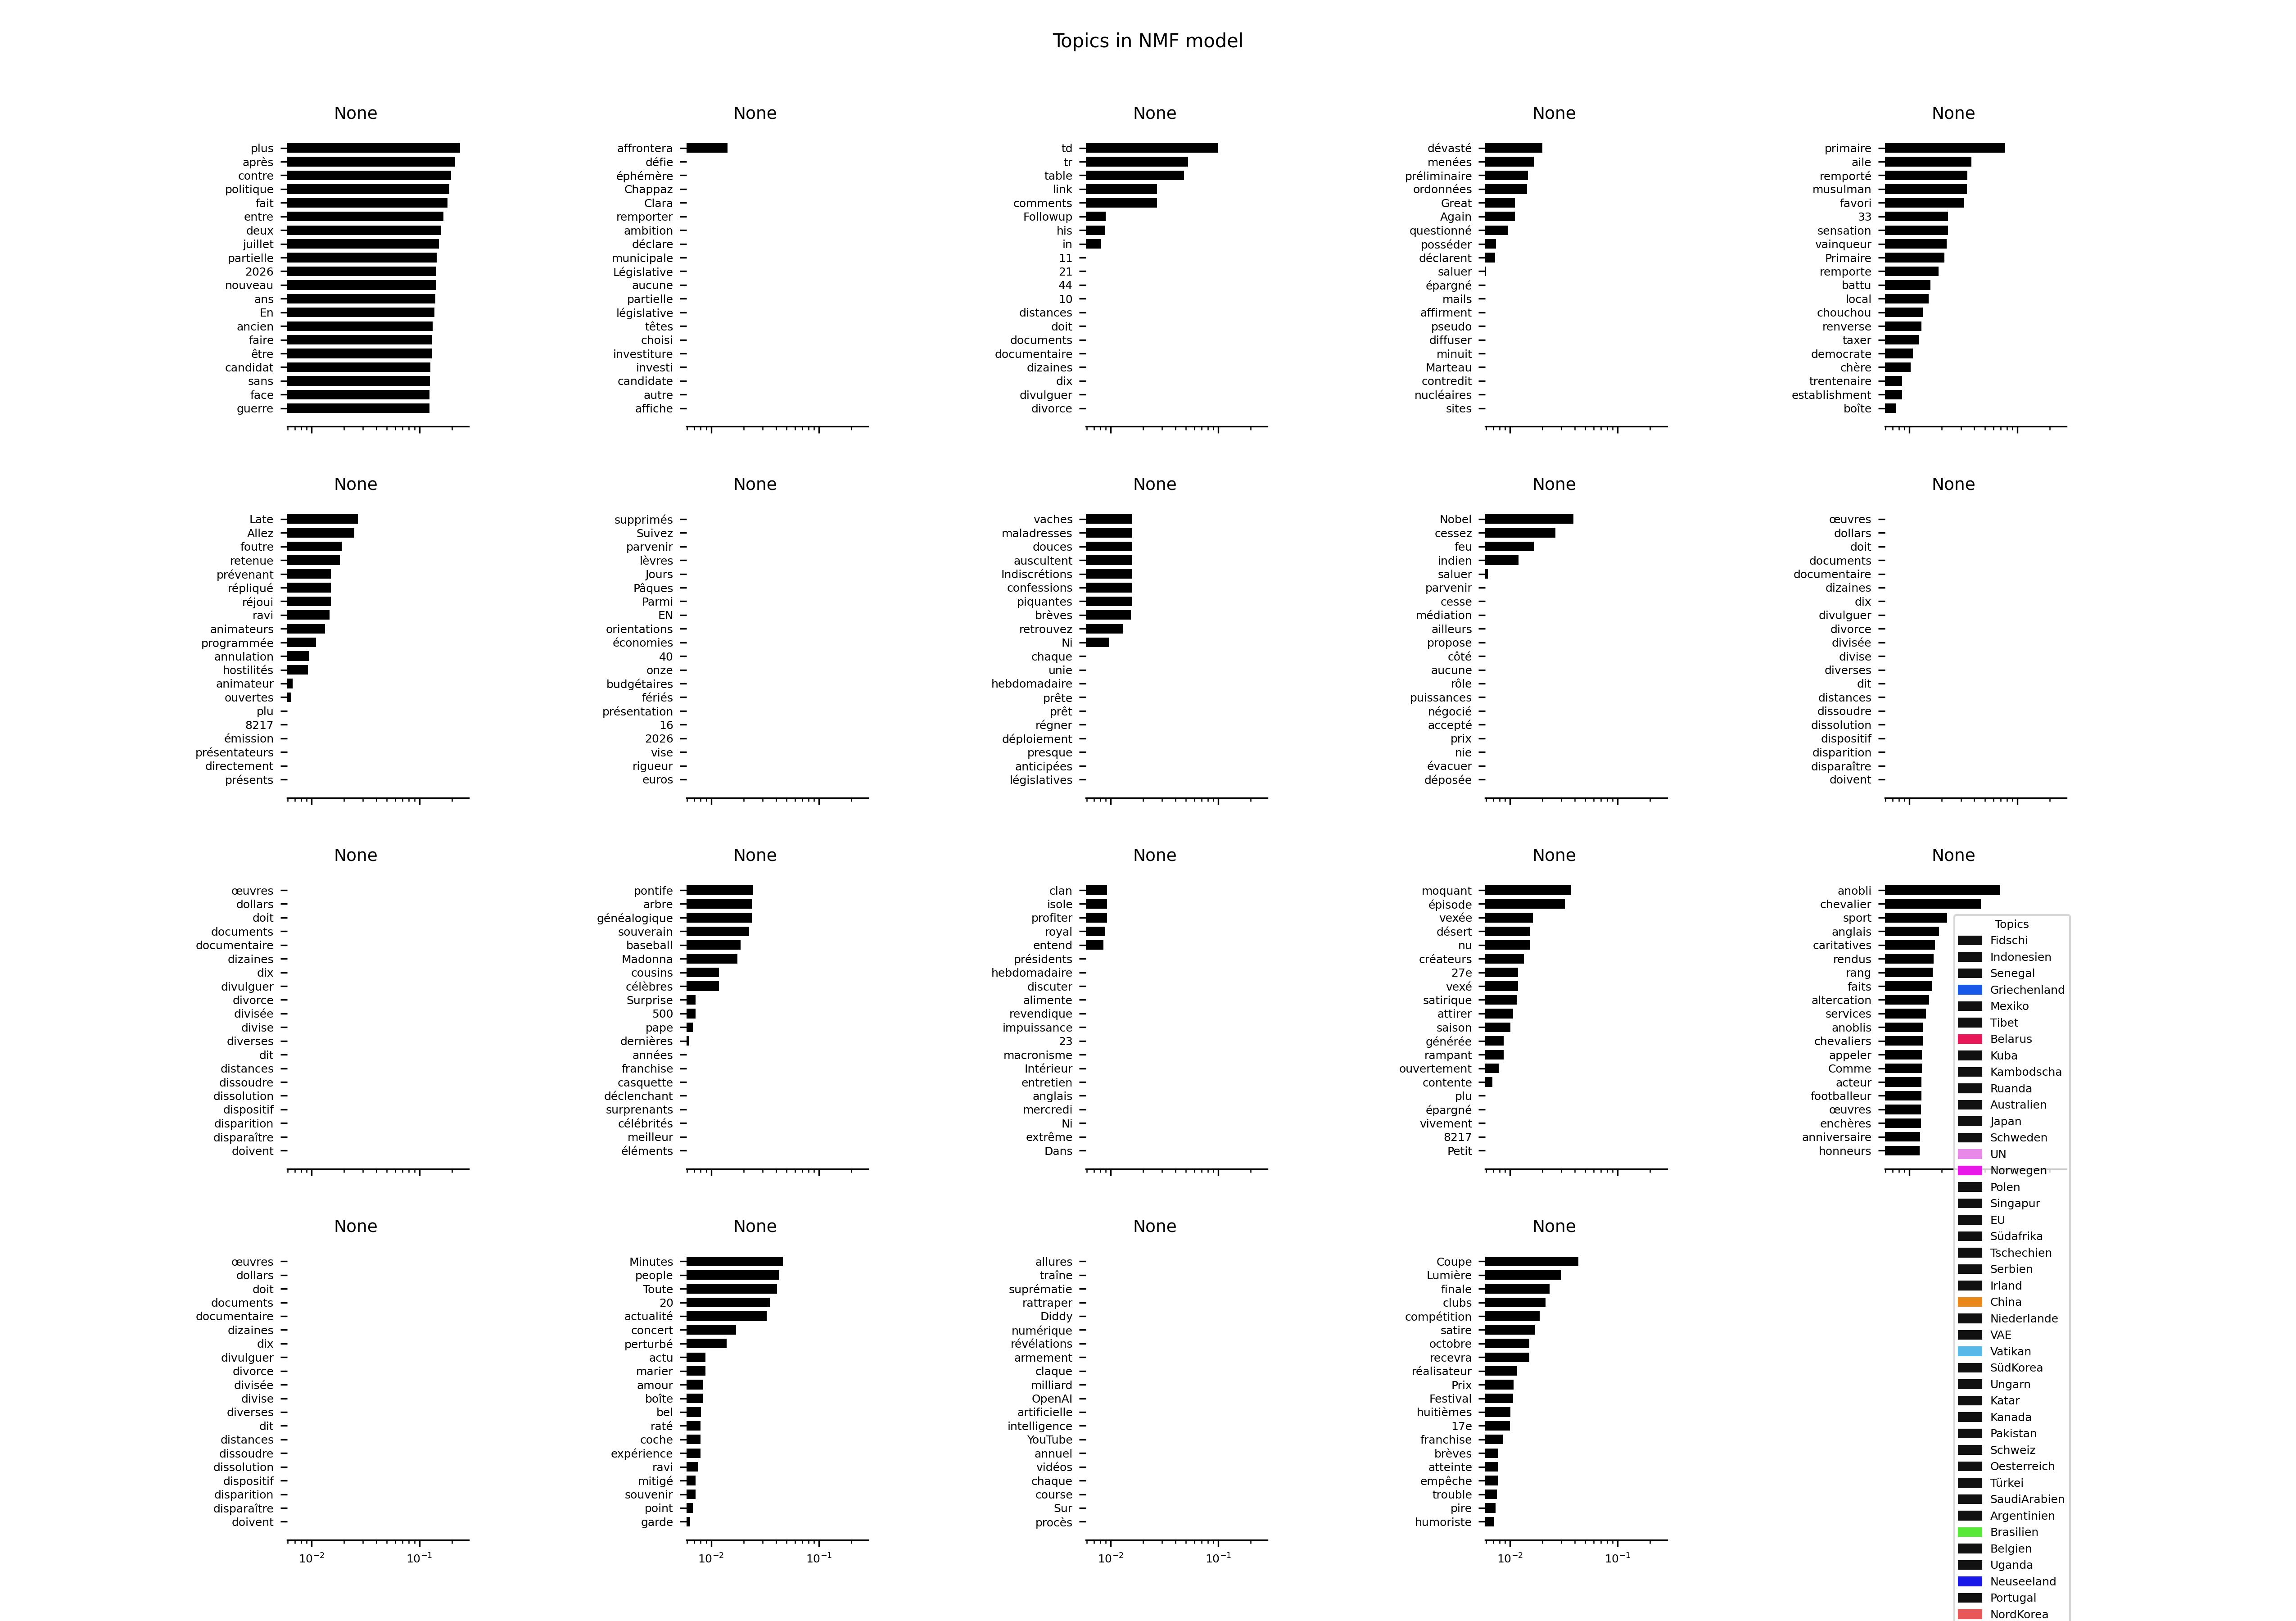 Topics in NMF model
None
plus
après
contre
politique
fait
entre
deux
juillet
partielle
2026
nouveau
ans
En
ancien
faire
être
candidat
sans
face
guerre
None
affrontera
défie
éphémère
Chappaz
Clara
remporter
ambition
déclare
municipale
Législative
aucune
partielle
législative
têtes
choisi
investiture
investi
candidate
autre
affiche
None
td
tr
table
link
comments
Followup
his
in
11
21
44
10
distances
doit
documents
documentaire
dizaines
dix
divulguer
divorce
None
dévasté
menées
préliminaire
ordonnées
Great
Again
questionné
posséder
déclarent
saluer
épargné
mails
affirment
pseudo
diffuser
minuit
Marteau
contredit
nucléaires
sites
None
primaire
aile
remporté
musulman
favori
33
sensation
vainqueur
Primaire
remporte
battu
local
chouchou
renverse
taxer
democrate
chère
trentenaire
establishment
boîte
None
Late
Allez
foutre
retenue
prévenant
répliqué
réjoui
ravi
animateurs
programmée
annulation
hostilités
animateur
ouvertes
plu
8217
émission
présentateurs
directement
présents
None
supprimés
Suivez
parvenir
lèvres
Jours
Pâques
Parmi
EN
orientations
économies
40
onze
budgétaires
fériés
présentation
16
2026
vise
rigueur
euros
None
vaches
maladresses
douces
auscultent
Indiscrétions
confessions
piquantes
brèves
retrouvez
Ni
chaque
unie
hebdomadaire
prête
prêt
régner
déploiement
presque
anticipées
législatives
None
Nobel
cessez
feu
indien
saluer
parvenir
cesse
médiation
ailleurs
propose
côté
aucune
rôle
puissances
négocié
accepté
prix
nie
évacuer
déposée
None
œuvres
dollars
doit
documents
documentaire
dizaines
dix
divulguer
divorce
divisée
divise
diverses
dit
distances
dissoudre
dissolution
dispositif
disparition
disparaître
doivent
None
œuvres
dollars
doit
documents
documentaire
dizaines
dix
divulguer
divorce
divisée
divise
diverses
dit
distances
dissoudre
dissolution
dispositif
disparition
disparaître
doivent
None
pontife
arbre
généalogique
souverain
baseball
Madonna
cousins
célèbres
Surprise
500
pape
dernières
années
franchise
casquette
déclenchant
surprenants
célébrités
meilleur
éléments
None
clan
isole
profiter
royal
entend
présidents
hebdomadaire
discuter
alimente
revendique
impuissance
23
macronisme
Intérieur
entretien
anglais
mercredi
Ni
extrême
Dans
None
moquant
épisode
vexée
désert
nu
créateurs
27e
vexé
satirique
attirer
saison
générée
rampant
ouvertement
contente
plu
épargné
vivement
8217
Petit
None
anobli
chevalier
sport
anglais
caritatives
rendus
rang
faits
altercation
services
anoblis
chevaliers
appeler
Comme
acteur
footballeur
œuvres
enchères
anniversaire
honneurs
None
œuvres
dollars
doit
documents
documentaire
dizaines
dix
divulguer
divorce
divisée
divise
diverses
dit
distances
dissoudre
dissolution
dispositif
disparition
disparaître
doivent
10⁻² 10⁻¹
None
Minutes
people
Toute
20
actualité
concert
perturbé
actu
marier
amour
boîte
bel
raté
coche
expérience
ravi
mitigé
souvenir
point
garde
10⁻² 10⁻¹
None
allures
traîne
suprématie
rattraper
Diddy
numérique
révélations
armement
claque
milliard
OpenAI
artificielle
intelligence
YouTube
annuel
vidéos
chaque
course
Sur
procès
10⁻² 10⁻¹
None
Coupe
Lumière
finale
clubs
compétition
satire
octobre
recevra
réalisateur
Prix
Festival
huitièmes
17e
franchise
brèves
atteinte
empêche
trouble
pire
humoriste
10⁻² 10⁻¹
Topics
Fidschi
Indonesien
Senegal
Griechenland
Mexiko
Tibet
Belarus
Kuba
Kambodscha
Ruanda
Australien
Japan
Schweden
UN
Norwegen
Polen
Singapur
EU
Südafrika
Tschechien
Serbien
Irland
China
Niederlande
VAE
Vatikan
SüdKorea
Ungarn
Katar
Kanada
Pakistan
Schweiz
Oesterreich
Türkei
SaudiArabien
Argentinien
Brasilien
Belgien
Uganda
Neuseeland
Portugal
NordKorea